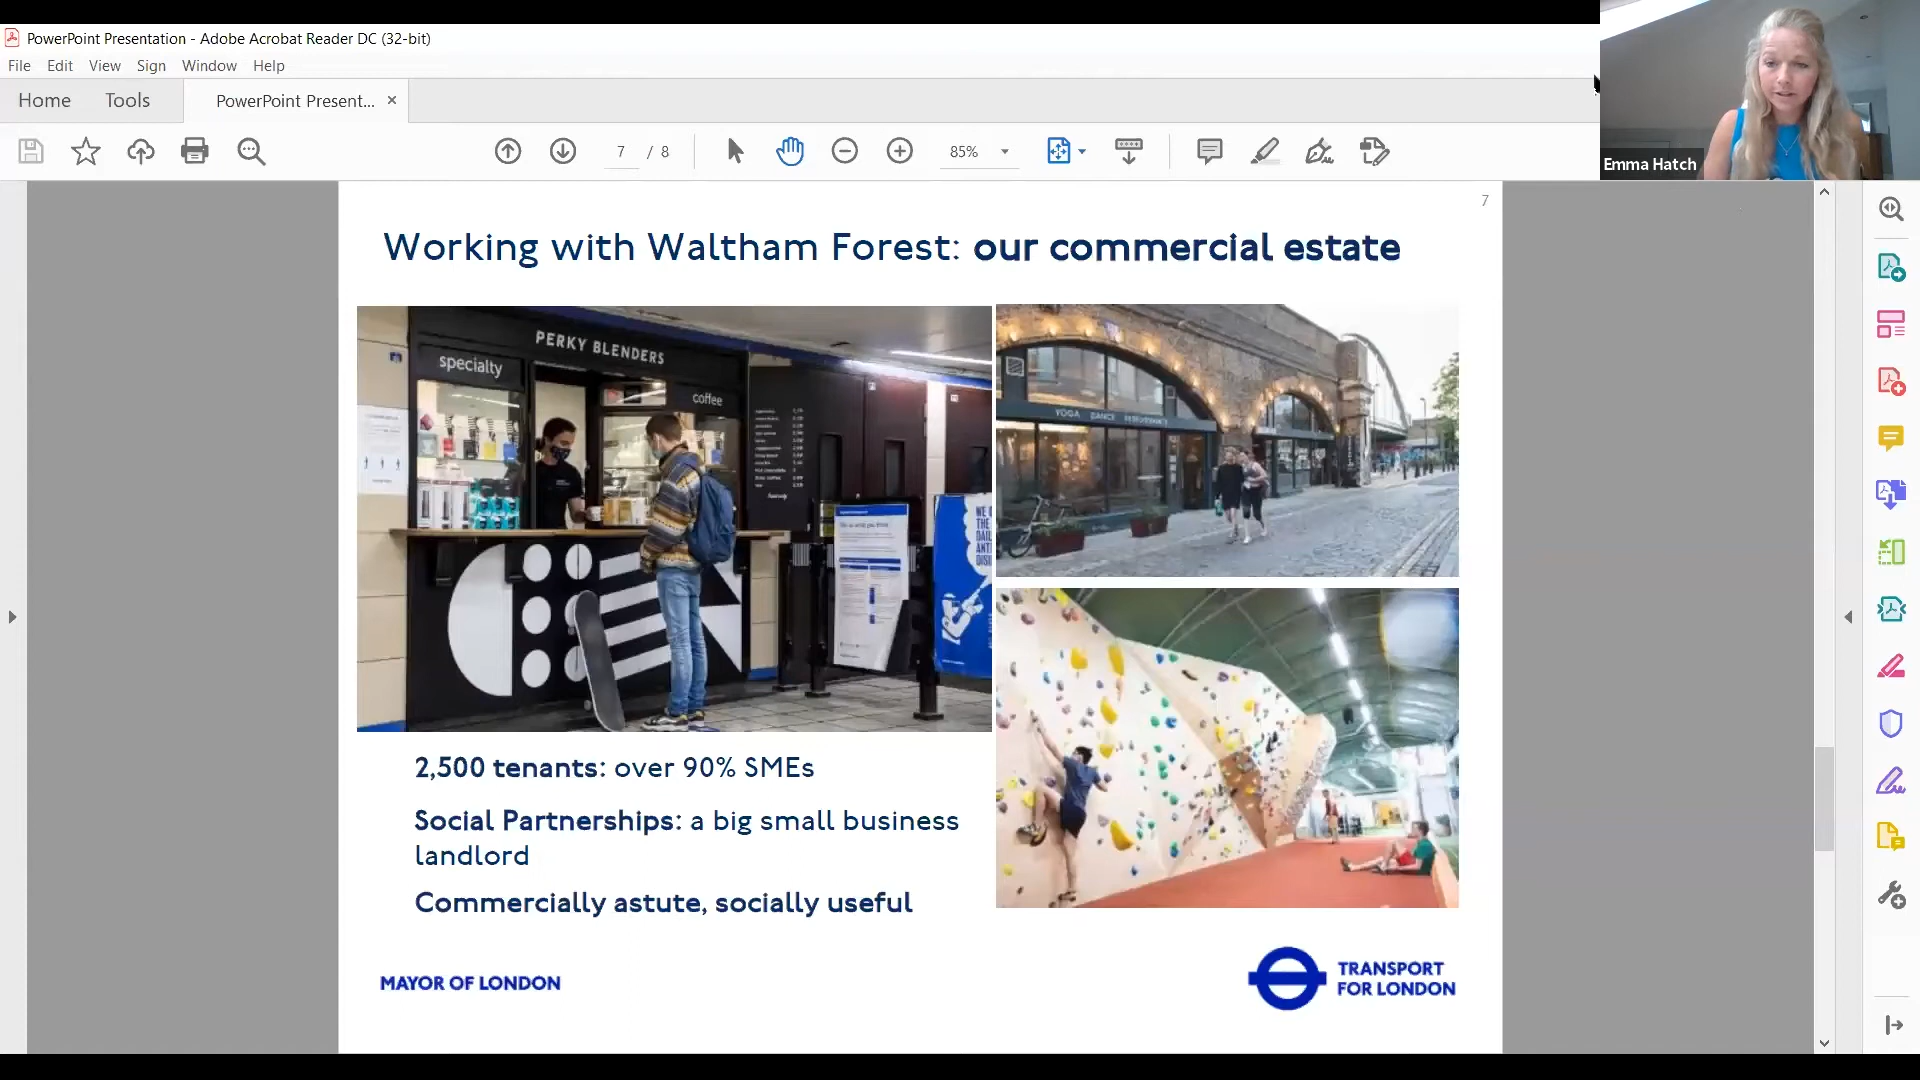 PowerPoint Presentation - Adobe Acrobat Reader DC (32-bit)
File Edit View Sign Window Help
Home Tools PowerPoint Present... ×
7 / 8 85%
Emma Hatch
7
Working with Waltham Forest: our commercial estate
PERKY BLENDERS
specialty
coffee
YOGA DANCE
WE
THE
2,500 tenants: over 90% SMEs
Social Partnerships: a big small business
landlord
Commercially astute, socially useful
MAYOR OF LONDON
TRANSPORT
FOR LONDON